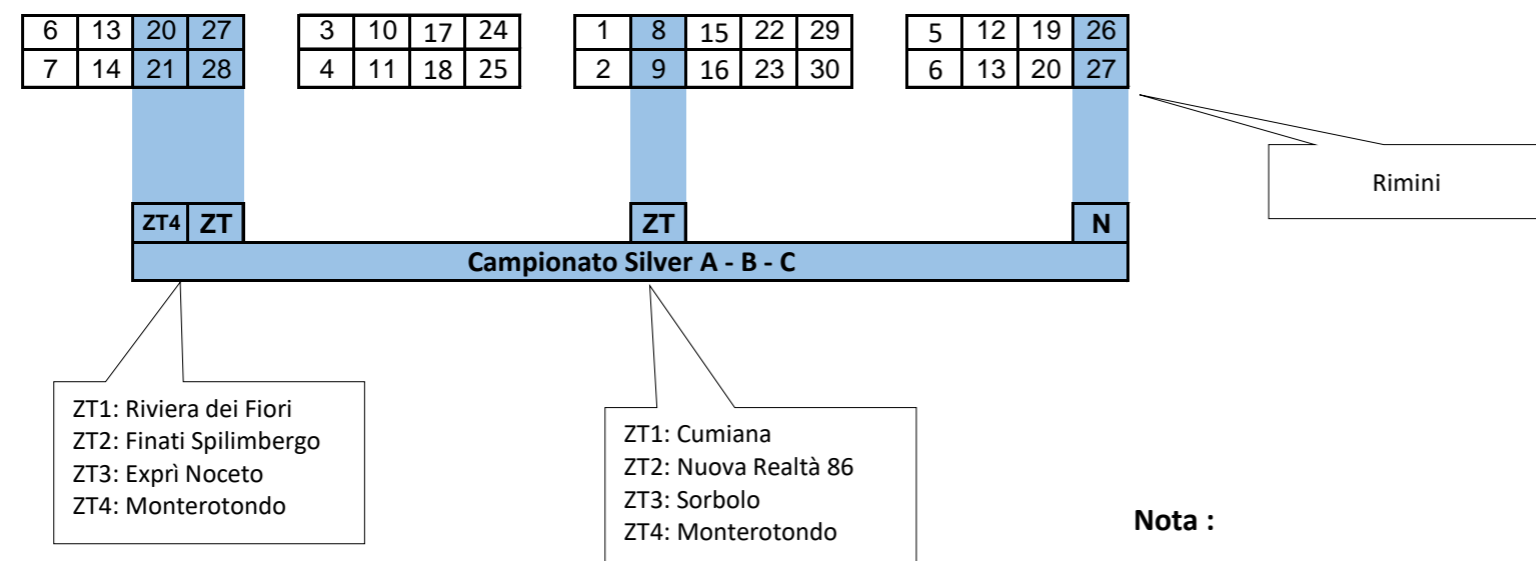 6 13 20 27 3 10 17 24 1 8 15 22 29 5 12 19 26
7 14 21 28 4 11 18 25 2 9 16 23 30 6 13 20 27
Rimini
ZT4 ZT ZT N
Campionato Silver A - B - C
ZT1: Riviera dei Fiori
ZT2: Finati Spilimbergo
ZT3: Exprì Noceto
ZT4: Monterotondo
ZT1: Cumiana
ZT2: Nuova Realtà 86
ZT3: Sorbolo
ZT4: Monterotondo
Nota :